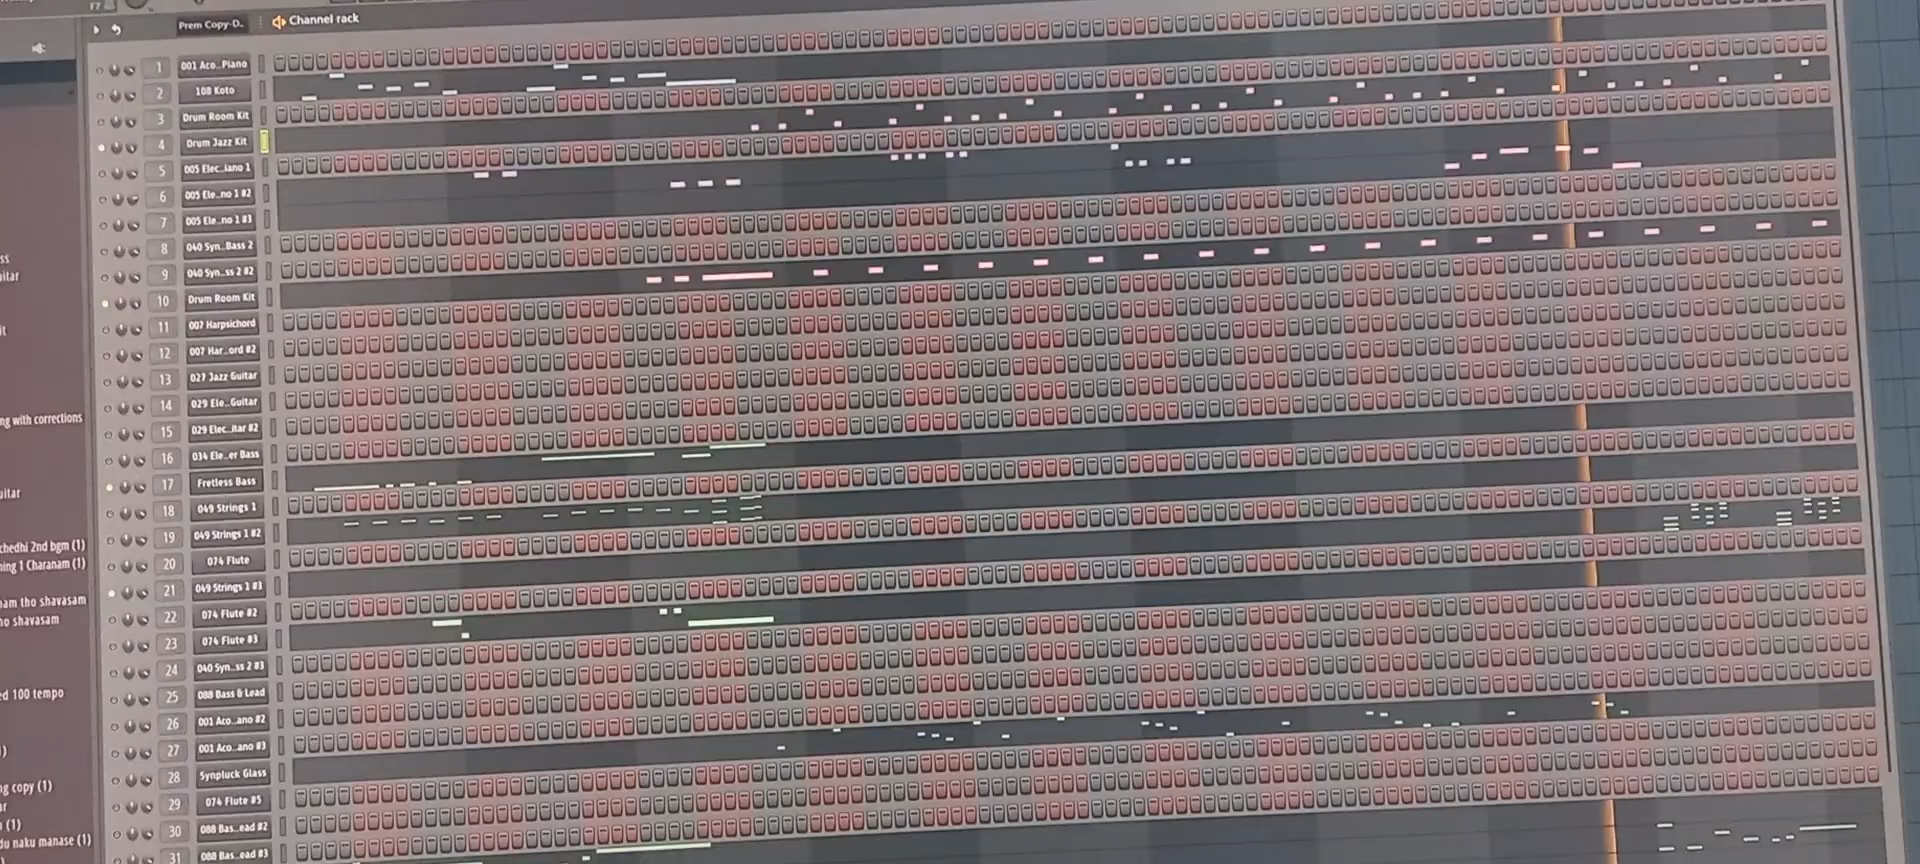 F7
Prem Copy-D..
Channel rack
1 001 Aco..Piano
2 108 Koto
3 Drum Room Kit
4 Drum Jazz Kit
5 005 Elec..iano 1
6 005 Ele..no 1 #2
7 005 Ele..no 1 #3
8 040 Syn..Bass 2
9 040 Syn..ss 2 #2
10 Drum Room Kit
11 007 Harpsichord
12 007 Har..ord #2
13 027 Jazz Guitar
14 029 Ele..Guitar
15 029 Elec..itar #2
16 034 Ele..er Bass
17 Fretless Bass
18 049 Strings 1
19 049 Strings 1 #2
20 074 Flute
21 049 Strings 1 #3
22 074 Flute #2
23 074 Flute #3
24 040 Syn..ss 2 #3
25 088 Bass & Lead
26 001 Aco..ano #2
27 001 Aco..ano #3
28 Synpluck Glass
29 074 Flute #5
30 088 Bas..ead #2
31 088 Bas..ead #3
ss
itar
it
ng with corrections
uitar
chedhi 2nd bgm (1)
ning 1 Charanam (1)
nam tho shavasam
ho shavasam
ed 100 tempo
)
ng copy (1)
ar
(1)
du naku manase (1)